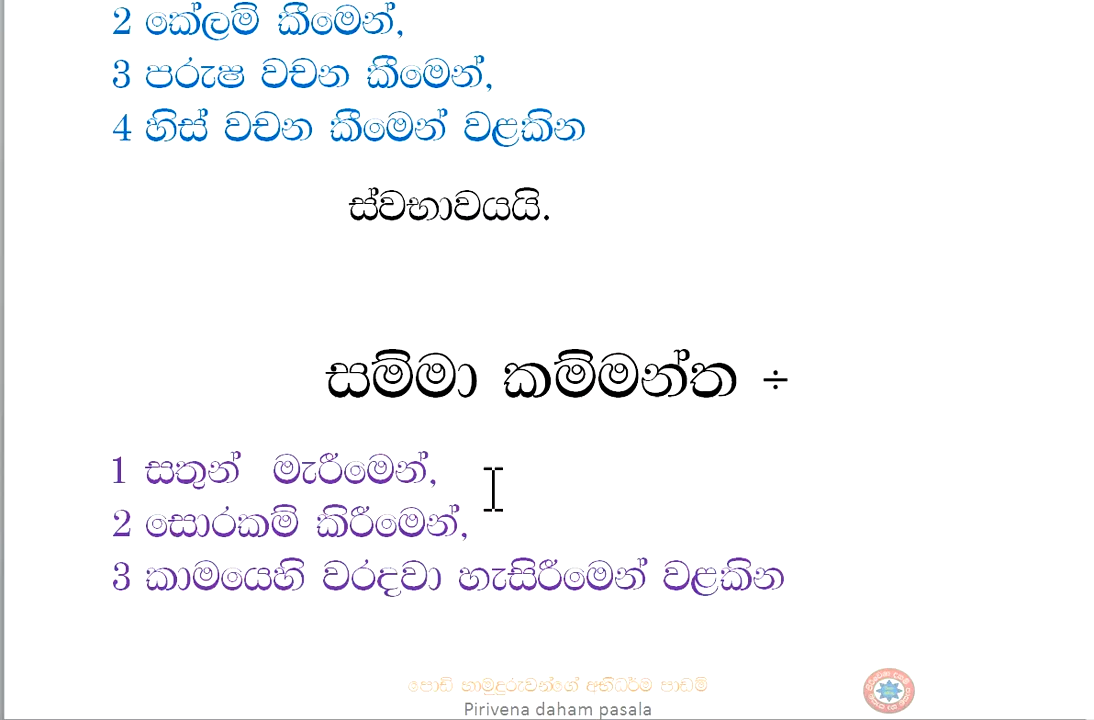 2 කේලම් කීමෙන්,
3 පරුෂ වචන කීමෙන්,
4 හිස් වචන කීමෙන් වළකින
ස්වභාවයයි.
සම්මා කම්මන්ත ÷
1 සතුන් මැරීමෙන්,
2 සොරකම් කිරීමෙන්,
3 කාමයෙහි වරදවා හැසිරීමෙන් වළකින
පොඩි හාමුදුරුවන්ගේ අභිධර්ම පාඩම්
Pirivena daham pasala